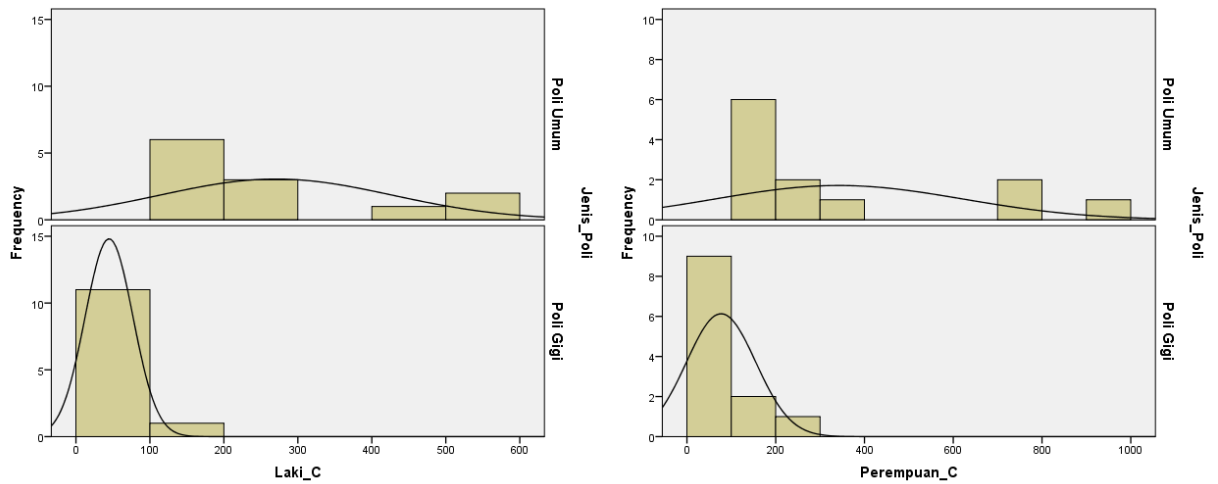 15
10
5
0
Poli Umum
15
10
5
0
Poli Gigi
Frequency
Jenis_Poli
0 100 200 300 400 500 600
Laki_C
10
8
6
4
2
0
Poli Umum
10
8
6
4
2
0
Poli Gigi
Frequency
Jenis_Poli
0 200 400 600 800 1000
Perempuan_C